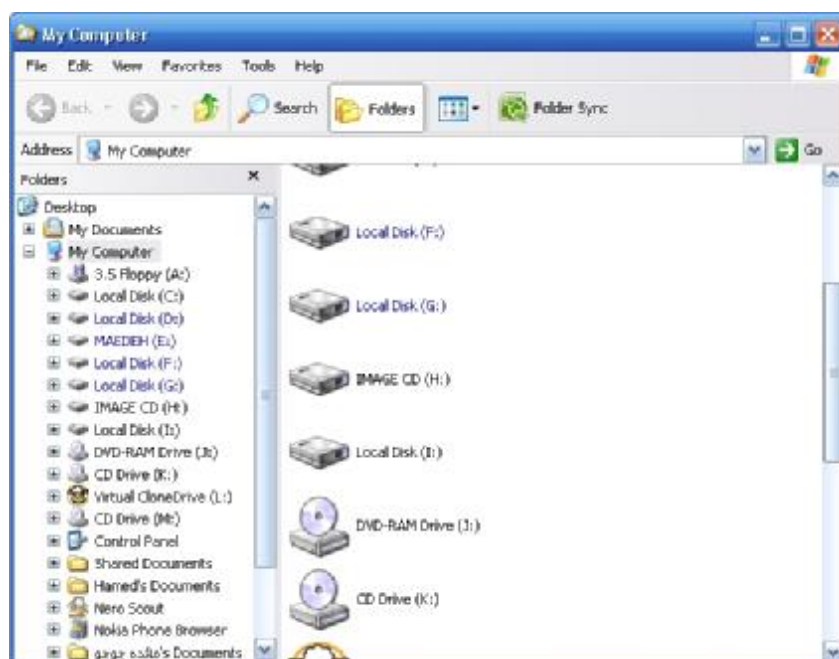 My Computer
File Edit View Favorites Tools Help
Back Search Folders Folder Sync
Address My Computer Go
Folders
Desktop
My Documents
My Computer
3.5 Floppy (A:)
Local Disk (C:)
Local Disk (D:)
MAEDEH (E:)
Local Disk (F:)
Local Disk (G:)
IMAGE CD (H:)
Local Disk (I:)
DVD-RAM Drive (J:)
CD Drive (K:)
Virtual CloneDrive (L:)
CD Drive (M:)
Control Panel
Shared Documents
Hamed's Documents
Nero Scout
Nokia Phone Browser
's Documents
Local Disk (F:)
Local Disk (G:)
IMAGE CD (H:)
Local Disk (I:)
DVD-RAM Drive (J:)
CD Drive (K:)